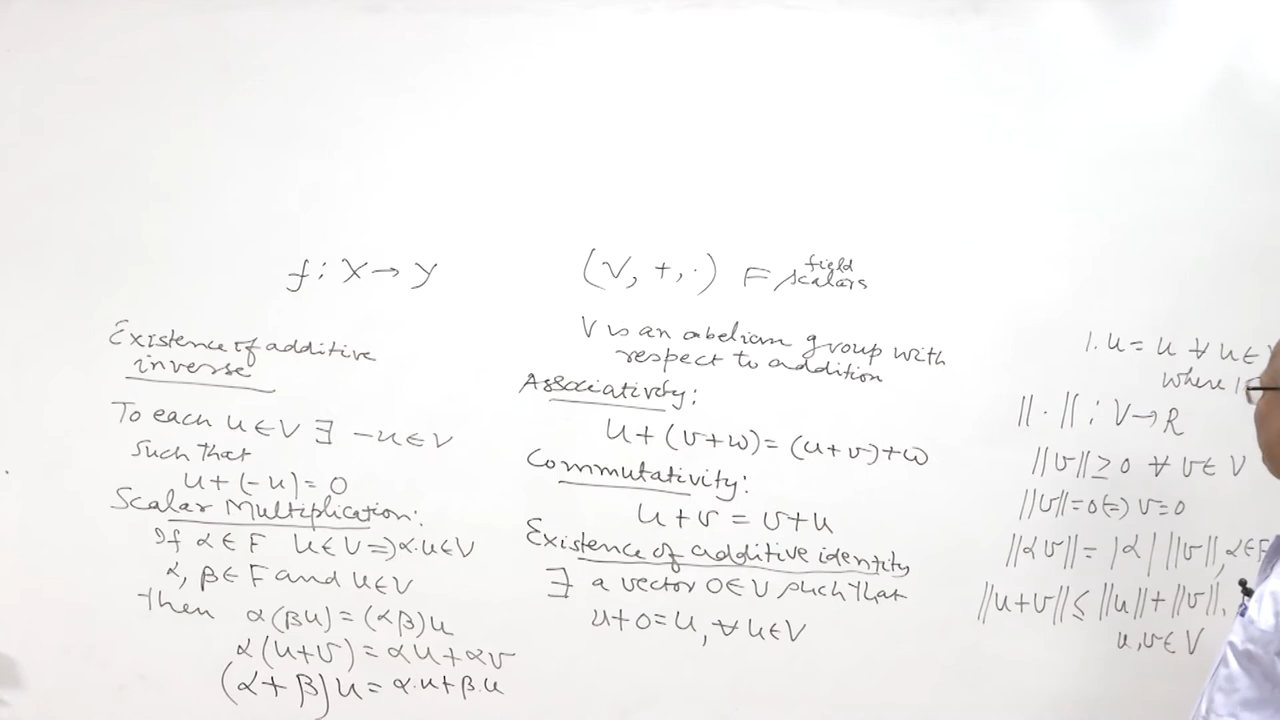 f: X → Y
Existence of additive
inverse
To each u ∈ V ∃ -u ∈ V
such that
u + (-u) = 0
Scalar Multiplication:
If α ∈ F u ∈ V => α.u ∈ V
α, β ∈ F and u ∈ V
then α(βu) = (αβ)u
α(u+v) = αu + αv
(α+β)u = α.u + β.u
(V, +, ·) F field
scalars
V is an abelian group with
respect to addition
Associativity:
u + (v+w) = (u+v)+w
Commutativity:
u + v = v + u
Existence of additive identity
∃ a vector 0 ∈ V such that
u + 0 = u, ∀ u ∈ V
1. u = u ∀ u ∈
where 1
|| · || : V → R
||v|| ≥ 0 ∀ v ∈ V
||v|| = 0 (=) v = 0
||αv|| = |α| ||v||, α ∈ F
||u+v|| ≤ ||u|| + ||v||,
u, v ∈ V